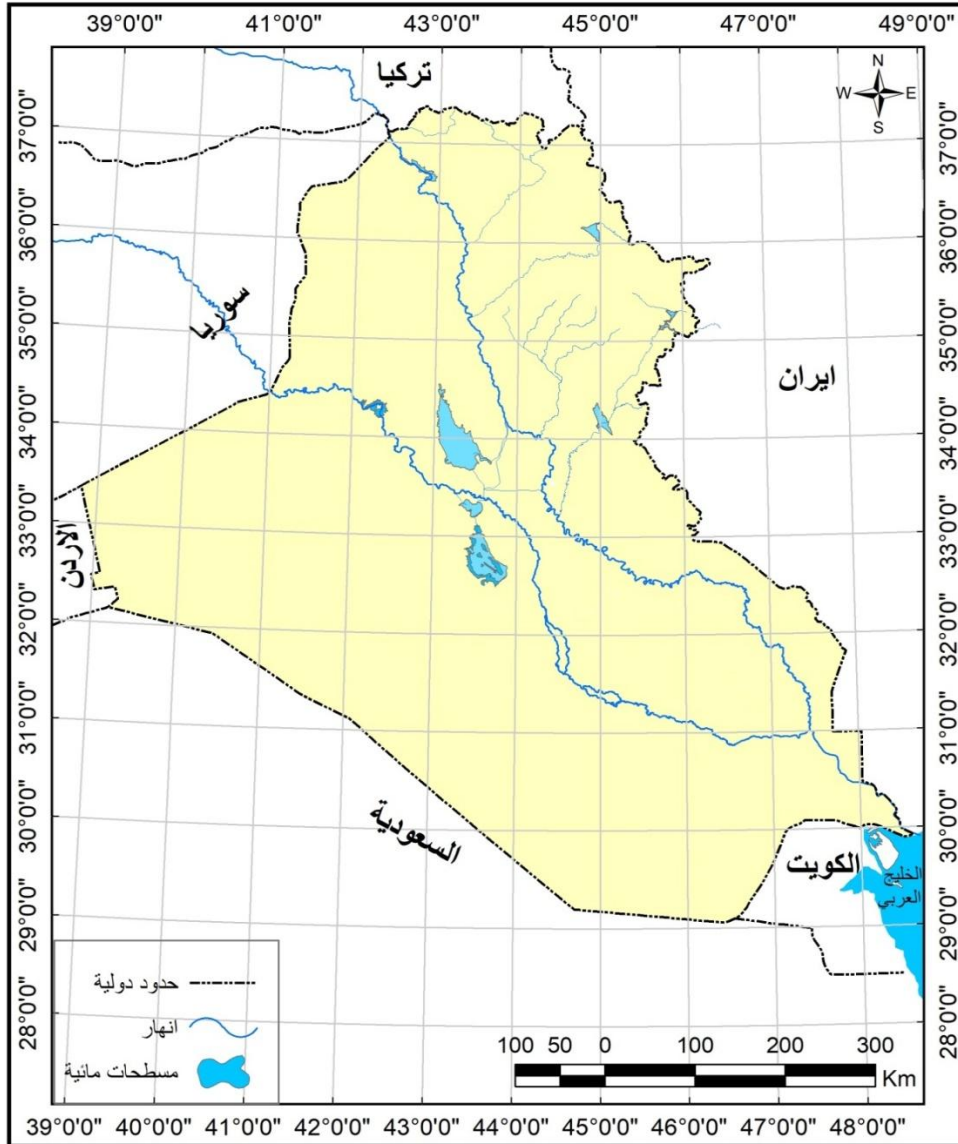 39°0'0" 41°0'0" 43°0'0" 45°0'0" 47°0'0" 49°0'0"
تركيا
N
W E
S
37°0'0" 37°0'0"
36°0'0" 36°0'0"
سوريا
35°0'0" 35°0'0"
ايران
34°0'0" 34°0'0"
33°0'0" 33°0'0"
الاردن
32°0'0" 32°0'0"
31°0'0" 31°0'0"
30°0'0" 30°0'0"
السعودية
الكويت
الخليج
العربي
29°0'0" 29°0'0"
حدود دولية
28°0'0" 28°0'0"
انهار
مسطحات مائية
100 50 0 100 200 300
Km
39°0'0" 40°0'0" 41°0'0" 42°0'0" 43°0'0" 44°0'0" 45°0'0" 46°0'0" 47°0'0" 48°0'0"